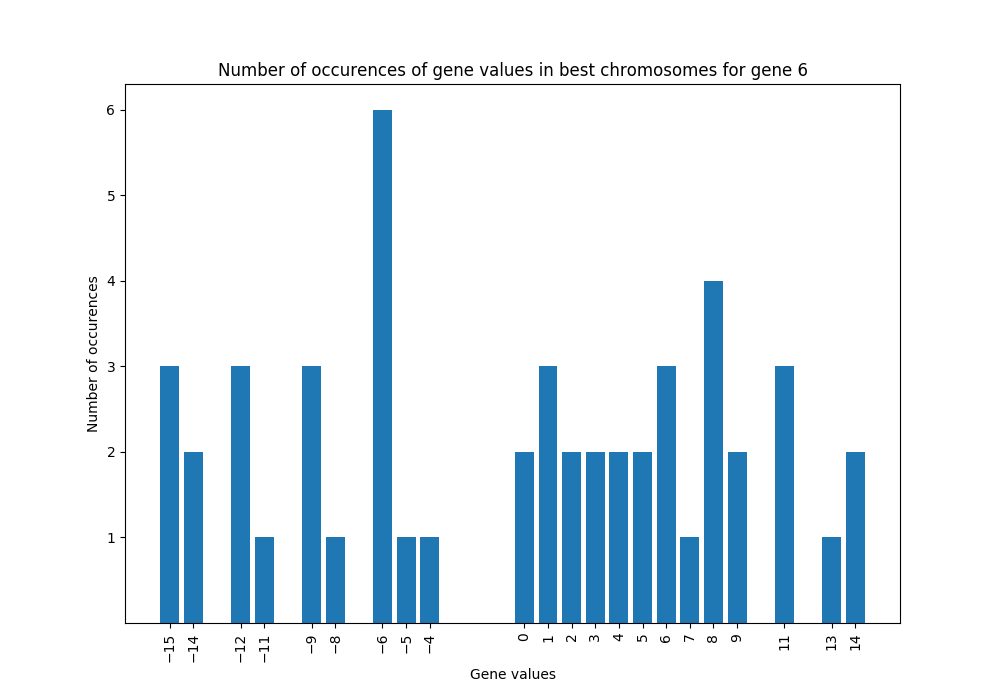 Number of occurences of gene values in best chromosomes for gene 6
6
5
4
3
2
1
Number of occurences
−15 −14 −12 −11 −9 −8 −6 −5 −4 0 1 2 3 4 5 6 7 8 9 11 13 14
Gene values